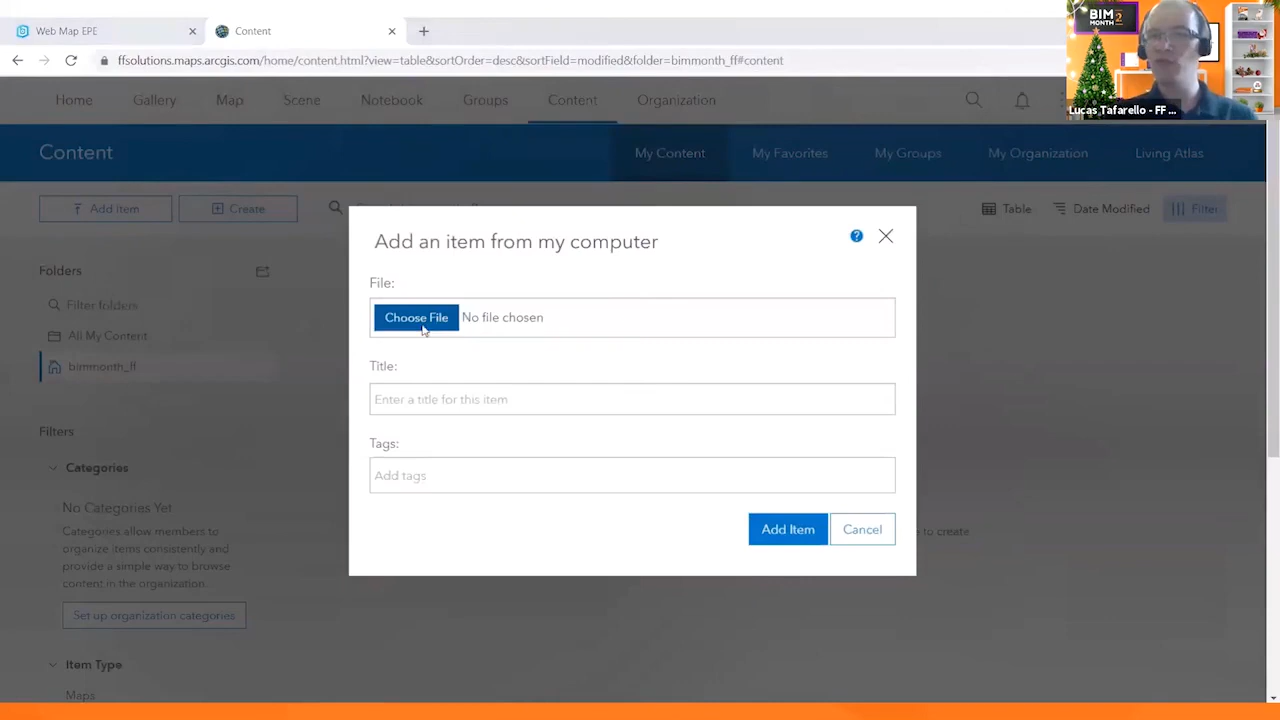 Web Map EPE
Content
ffsolutions.maps.arcgis.com/home/content.html?view=table&sortOrder=desc&sortField=modified&folder=bimmonth_ff#content
BIM
MONTH 2
Lucas Tafarello - FF ...
Home Gallery Map Scene Notebook Groups Content Organization
Content
My Content My Favorites My Groups My Organization Living Atlas
Add item Create Table Date Modified Filter
Folders
Filter folders
All My Content
bimmonth_ff
Filters
Categories
No Categories Yet
Categories allow members to
organize items consistently and
provide a simple way to browse
content in the organization.
Set up organization categories
Item Type
Maps
Add an item from my computer
?
File:
Choose File No file chosen
Title:
Enter a title for this item
Tags:
Add tags
Add Item Cancel
e to create